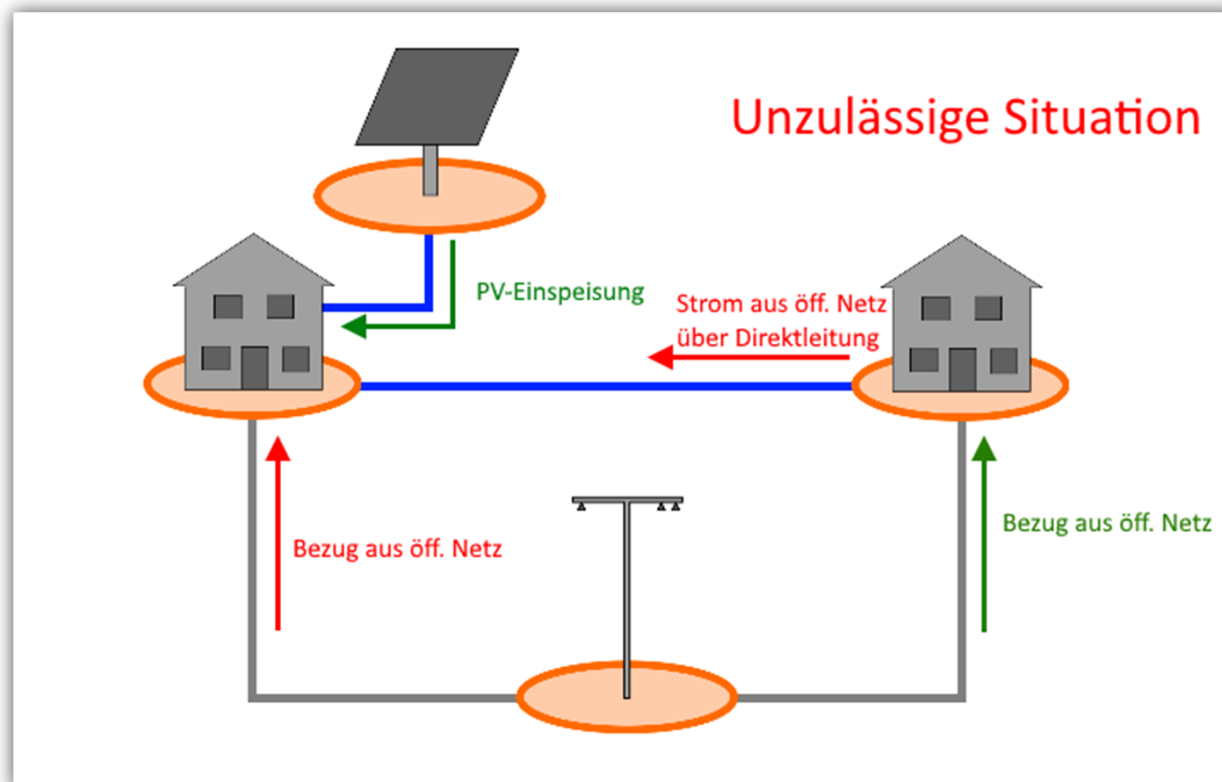 Unzulässige Situation
PV-Einspeisung
Strom aus öff. Netz
über Direktleitung
Bezug aus öff. Netz
Bezug aus öff. Netz